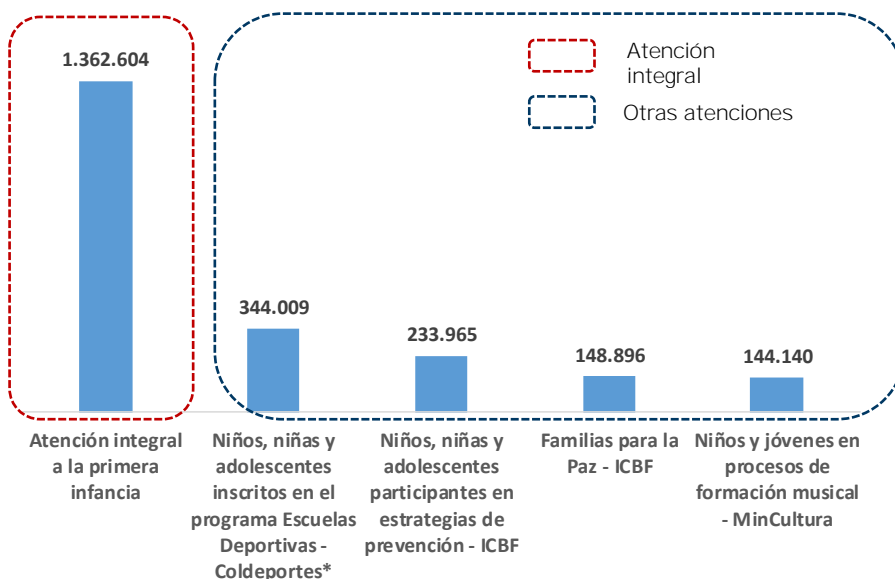 1.362.604
Atención
integral
Otras atenciones
344.009
233.965
148.896
144.140
Atención integral
a la primera
infancia
Niños, niñas y
adolescentes
inscritos en el
programa Escuelas
Deportivas -
Coldeportes*
Niños, niñas y
adolescentes
participantes en
estrategias de
prevención - ICBF
Familias para la
Paz - ICBF
Niños y jóvenes en
procesos de
formación musical
- MinCultura